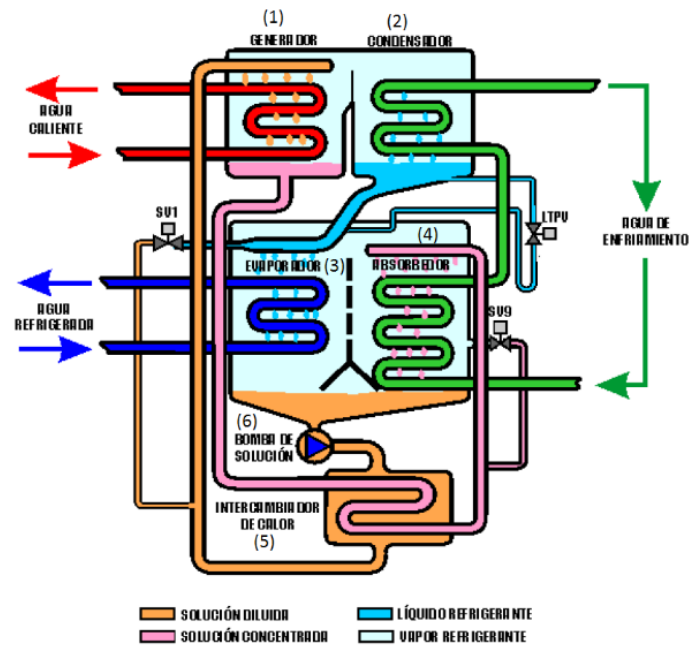 (1)
GENERADOR
(2)
CONDENSADOR
AGUA
CALIENTE
SV1
LTPV
AGUA DE
ENFRIAMIENTO
EVAPORADOR (3)
(4)
ABSORBEDOR
AGUA
REFRIGERADA
SV9
(6)
BOMBA DE
SOLUCIÓN
INTERCAMBIADOR
DE CALOR
(5)
SOLUCIÓN DILUIDA
LÍQUIDO REFRIGERANTE
SOLUCIÓN CONCENTRADA
VAPOR REFRIGERANTE